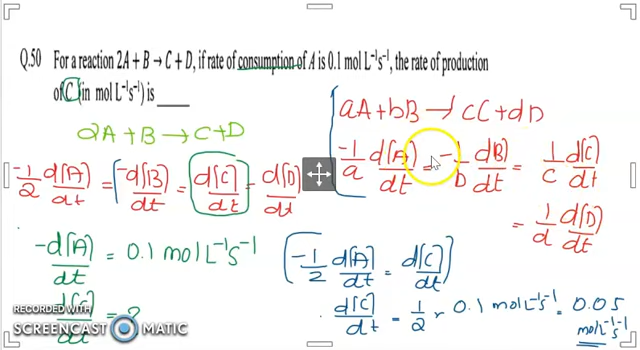 Q.50 For a reaction 2A + B → C + D, if rate of consumption of A is 0.1 mol L⁻¹s⁻¹, the rate of production
of C (in mol L⁻¹s⁻¹) is ____
2A + B → C + D
aA + bB → cC + dD
-1/a d[A]/dt = -1/b d[B]/dt = 1/c d[C]/dt
= 1/d d[D]/dt
-1/2 d[A]/dt = -d[B]/dt = d[C]/dt = d[D]/dt
-d[A]/dt = 0.1 mol L⁻¹ s⁻¹
d[C]/dt = ?
(-1/2 d[A]/dt = d[C]/dt)
d[C]/dt = 1/2 × 0.1 mol L⁻¹s⁻¹ = 0.05
mol L⁻¹s⁻¹
RECORDED WITH
SCREENCAST MATIC